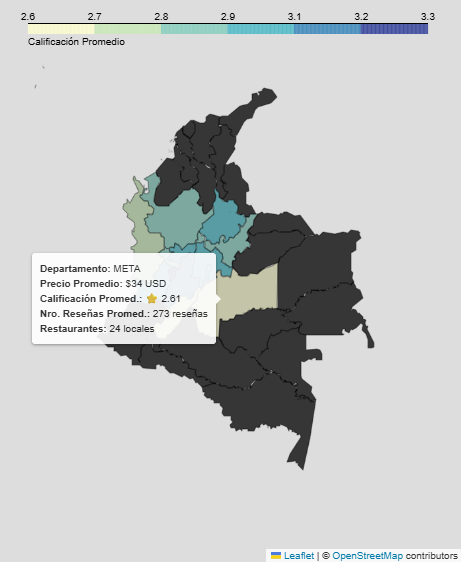 2.6 2.7 2.8 2.9 3.1 3.2 3.3
Calificación Promedio
Departamento: META
Precio Promedio: $34 USD
Calificación Promed.: ⭐ 2.61
Nro. Reseñas Promed.: 273 reseñas
Restaurantes: 24 locales
Leaflet | © OpenStreetMap contributors